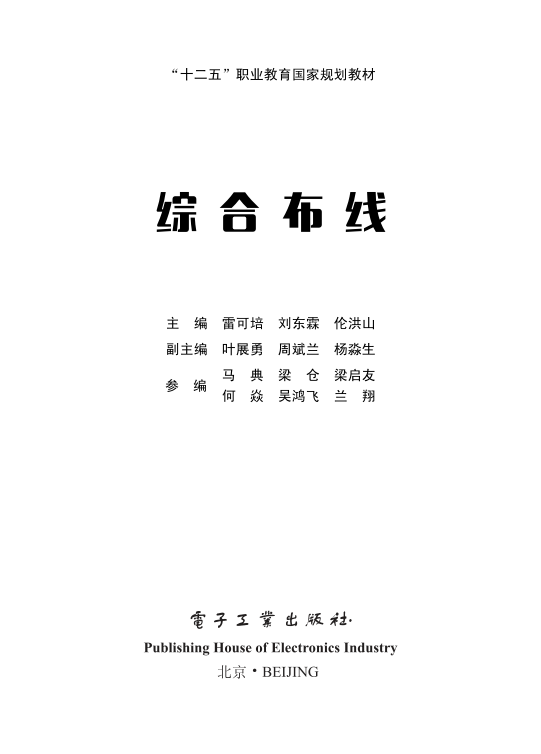 “十二五”职业教育国家规划教材
综合布线
主 编 雷可培 刘东霖 伦洪山
副主编 叶展勇 周斌兰 杨淼生
参 编 马 典 梁 仓 梁启友
何 焱 吴鸿飞 兰 翔
電子工業出版社·
Publishing House of Electronics Industry
北京·BEIJING